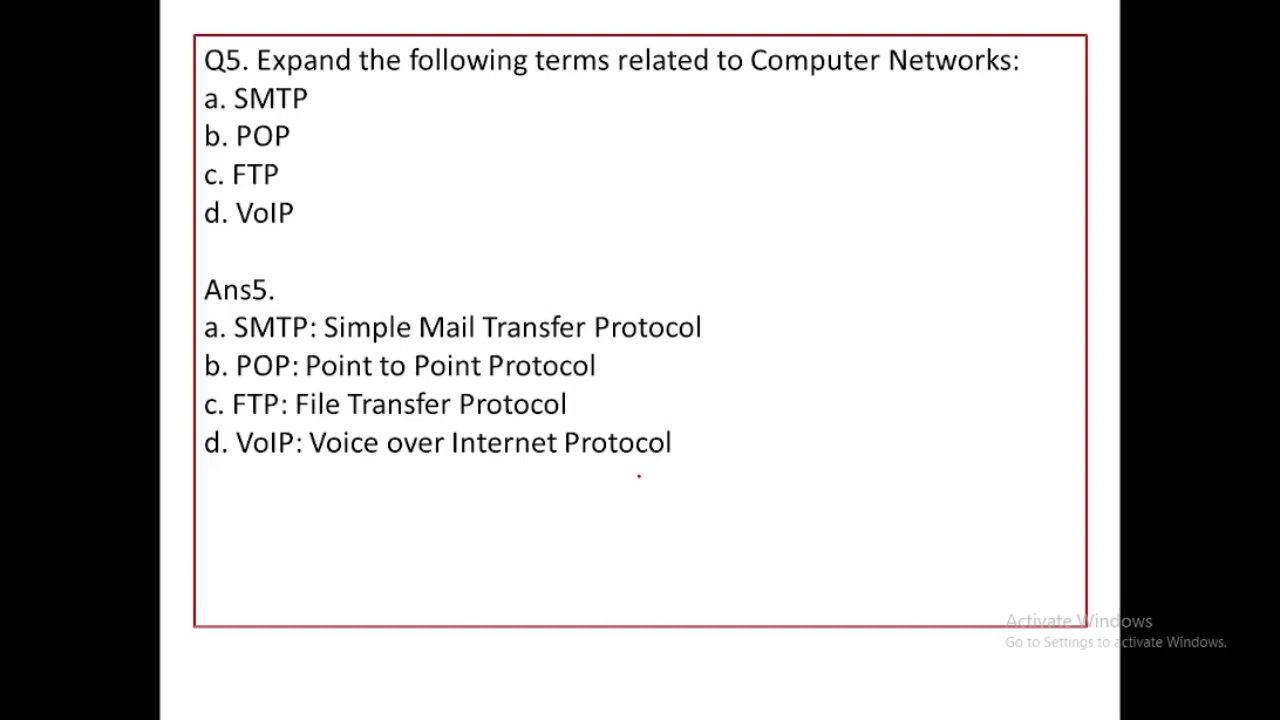 Q5. Expand the following terms related to Computer Networks:
a. SMTP
b. POP
c. FTP
d. VoIP
Ans5.
a. SMTP: Simple Mail Transfer Protocol
b. POP: Point to Point Protocol
c. FTP: File Transfer Protocol
d. VoIP: Voice over Internet Protocol
Activate Windows
Go to Settings to activate Windows.